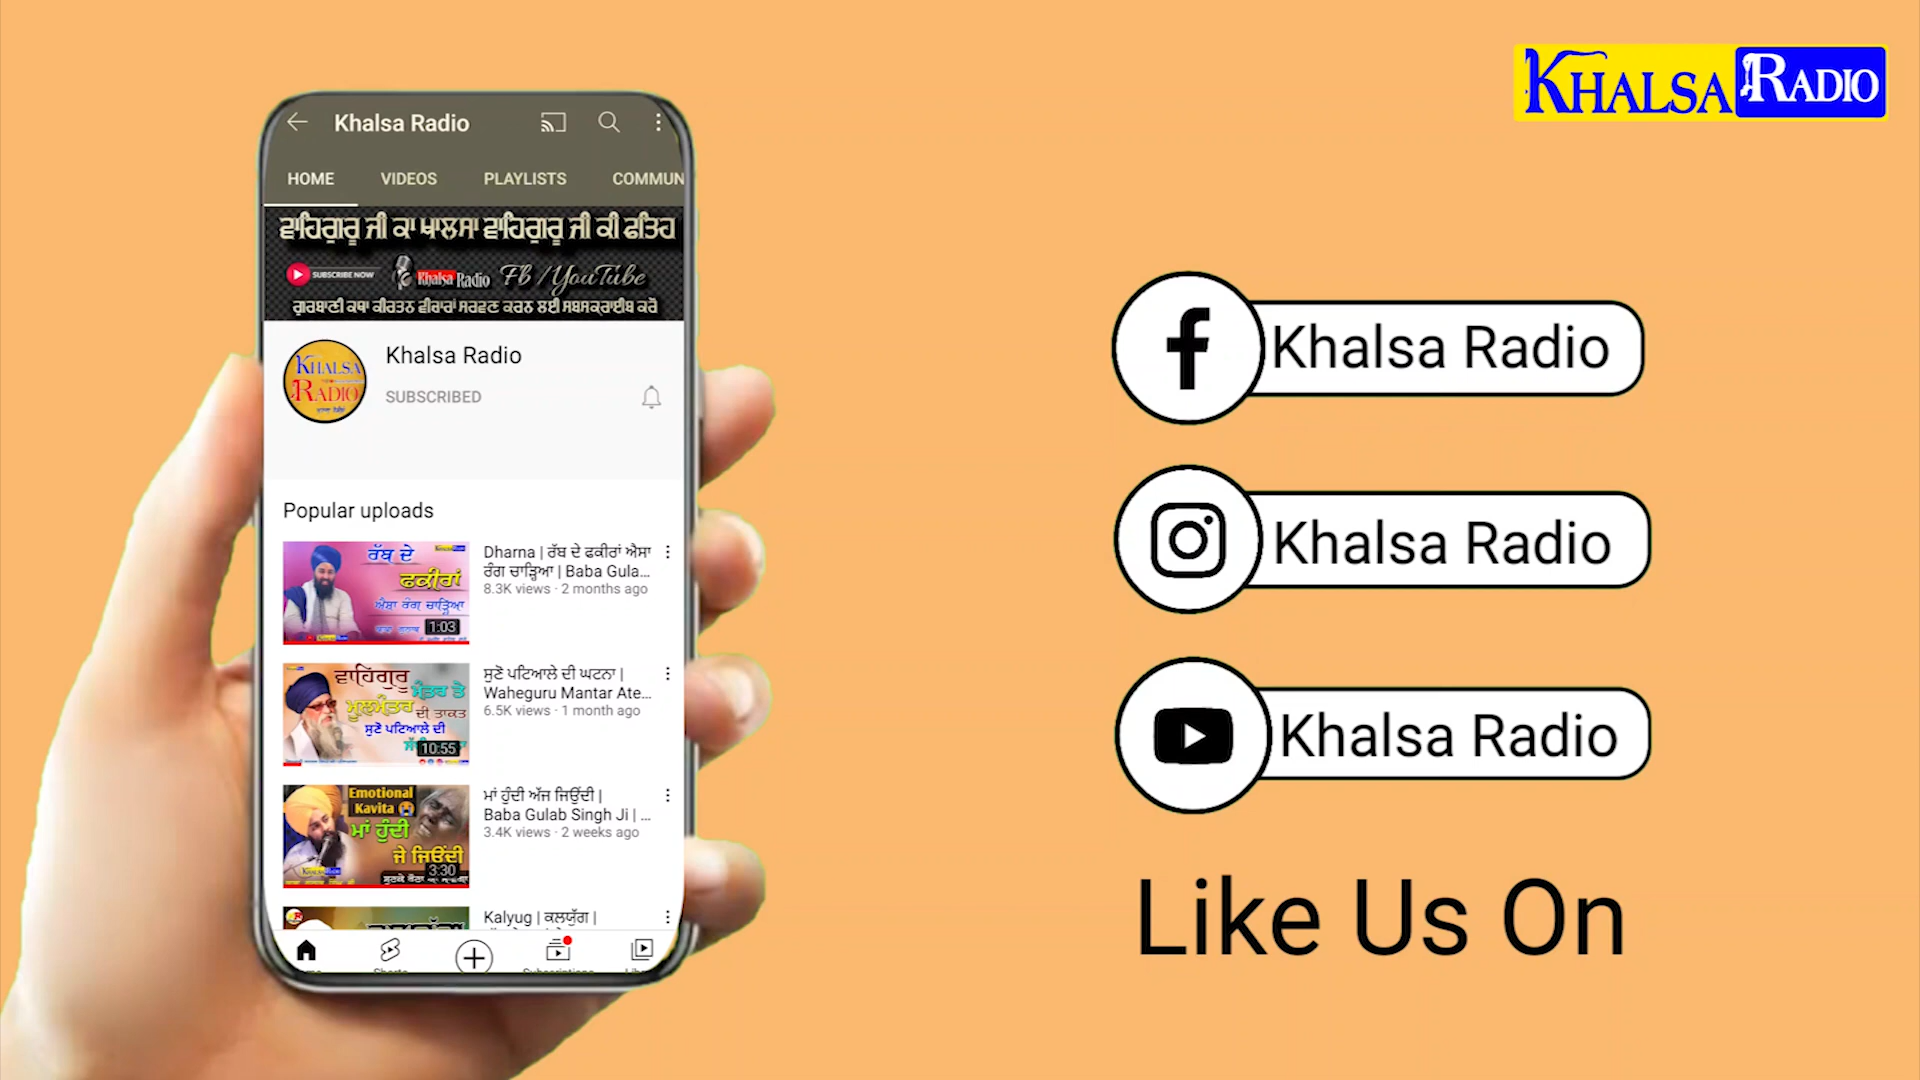 KHALSA RADIO
Khalsa Radio
HOME VIDEOS PLAYLISTS COMMUN
ਵਾਹਿਗੁਰੂ ਜੀ ਕਾ ਖਾਲਸਾ ਵਾਹਿਗੁਰੂ ਜੀ ਕੀ ਫਤਿਹ
SUBSCRIBE NOW Khalsa Radio FB / YouTube
ਗੁਰਬਾਣੀ ਕਥਾ ਕੀਰਤਨ ਵੀਚਾਰਾਂ ਸਰਵਣ ਕਰਨ ਲਈ ਸਬਸਕ੍ਰਾਈਬ ਕਰੋ
KHALSA
RADIO
Khalsa Radio
SUBSCRIBED
Popular uploads
ਰੱਬ ਦੇ
ਫਕੀਰਾਂ
ਐਸਾ ਰੰਗ ਚਾੜ੍ਹਿਆ
1:03
Dharna | ਰੱਬ ਦੇ ਫਕੀਰਾਂ ਐਸਾ
ਰੰਗ ਚਾੜ੍ਹਿਆ | Baba Gula...
8.3K views · 2 months ago
ਵਾਹਿਗੁਰੂ
ਮੰਤਰ ਤੇ
ਮੂਲਮੰਤਰ ਦੀ ਤਾਕਤ
ਸੁਣੋ ਪਟਿਆਲੇ ਦੀ
10:55
ਸੁਣੋ ਪਟਿਆਲੇ ਦੀ ਘਟਨਾ |
Waheguru Mantar Ate...
6.5K views · 1 month ago
Emotional
Kavita
ਮਾਂ ਹੁੰਦੀ
ਜੇ ਜਿਉਂਦੀ
3:30
ਮਾਂ ਹੁੰਦੀ ਅੱਜ ਜਿਉਂਦੀ |
Baba Gulab Singh Ji | ...
3.4K views · 2 weeks ago
Kalyug | ਕਲਯੁੱਗ |
Khalsa Radio
Khalsa Radio
Khalsa Radio
Like Us On